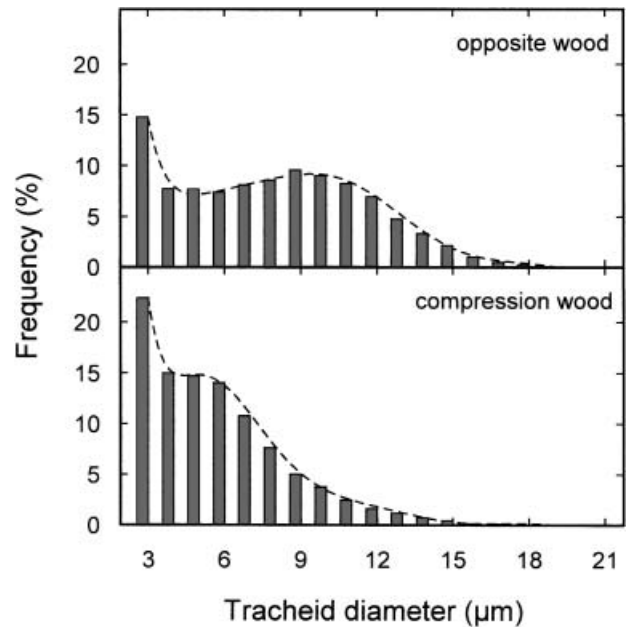 opposite wood
20
15
10
5
0
compression wood
20
15
10
5
0
Frequency (%)
3 6 9 12 15 18 21
Tracheid diameter (µm)